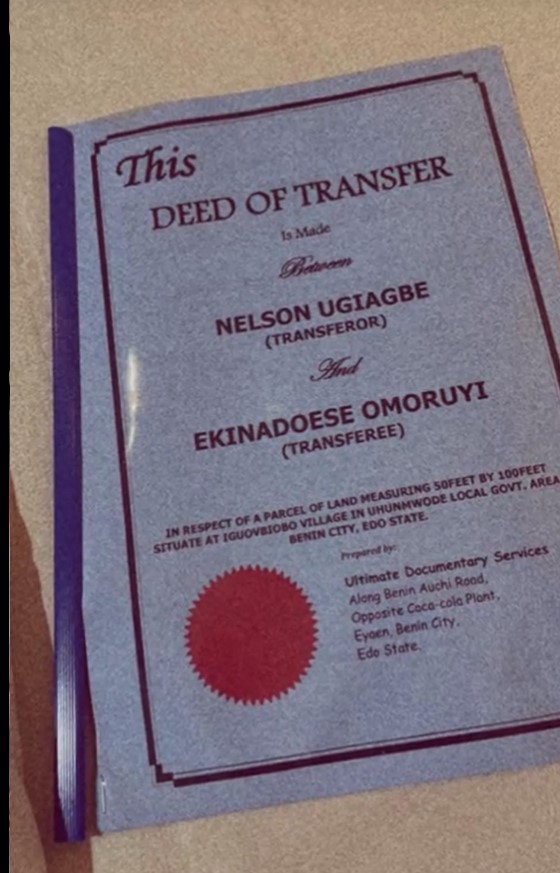 This
DEED OF TRANSFER
Is Made
Between
NELSON UGIAGBE
(TRANSFEROR)
And
EKINADOESE OMORUYI
(TRANSFEREE)
IN RESPECT OF A PARCEL OF LAND MEASURING 50FEET BY 100FEET
SITUATE AT IGUOVBIOBO VILLAGE IN UHUNMWODE LOCAL GOVT. AREA
BENIN CITY, EDO STATE.
Prepared by:
Ultimate Documentary Services
Along Benin Auchi Road,
Opposite Coca-cola Plant,
Eyaen, Benin City,
Edo State.